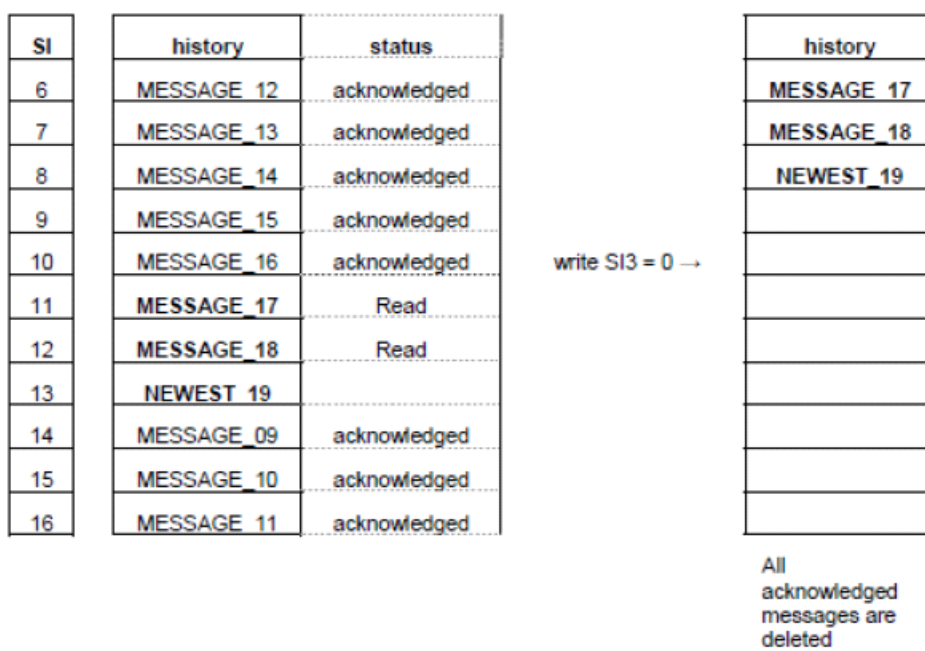 SI history status history
6 MESSAGE_12 acknowledged MESSAGE_17
7 MESSAGE_13 acknowledged MESSAGE_18
8 MESSAGE_14 acknowledged NEWEST_19
9 MESSAGE_15 acknowledged
10 MESSAGE_16 acknowledged write SI3 = 0 →
11 MESSAGE_17 Read
12 MESSAGE_18 Read
13 NEWEST_19
14 MESSAGE_09 acknowledged
15 MESSAGE_10 acknowledged
16 MESSAGE_11 acknowledged
All
acknowledged
messages are
deleted